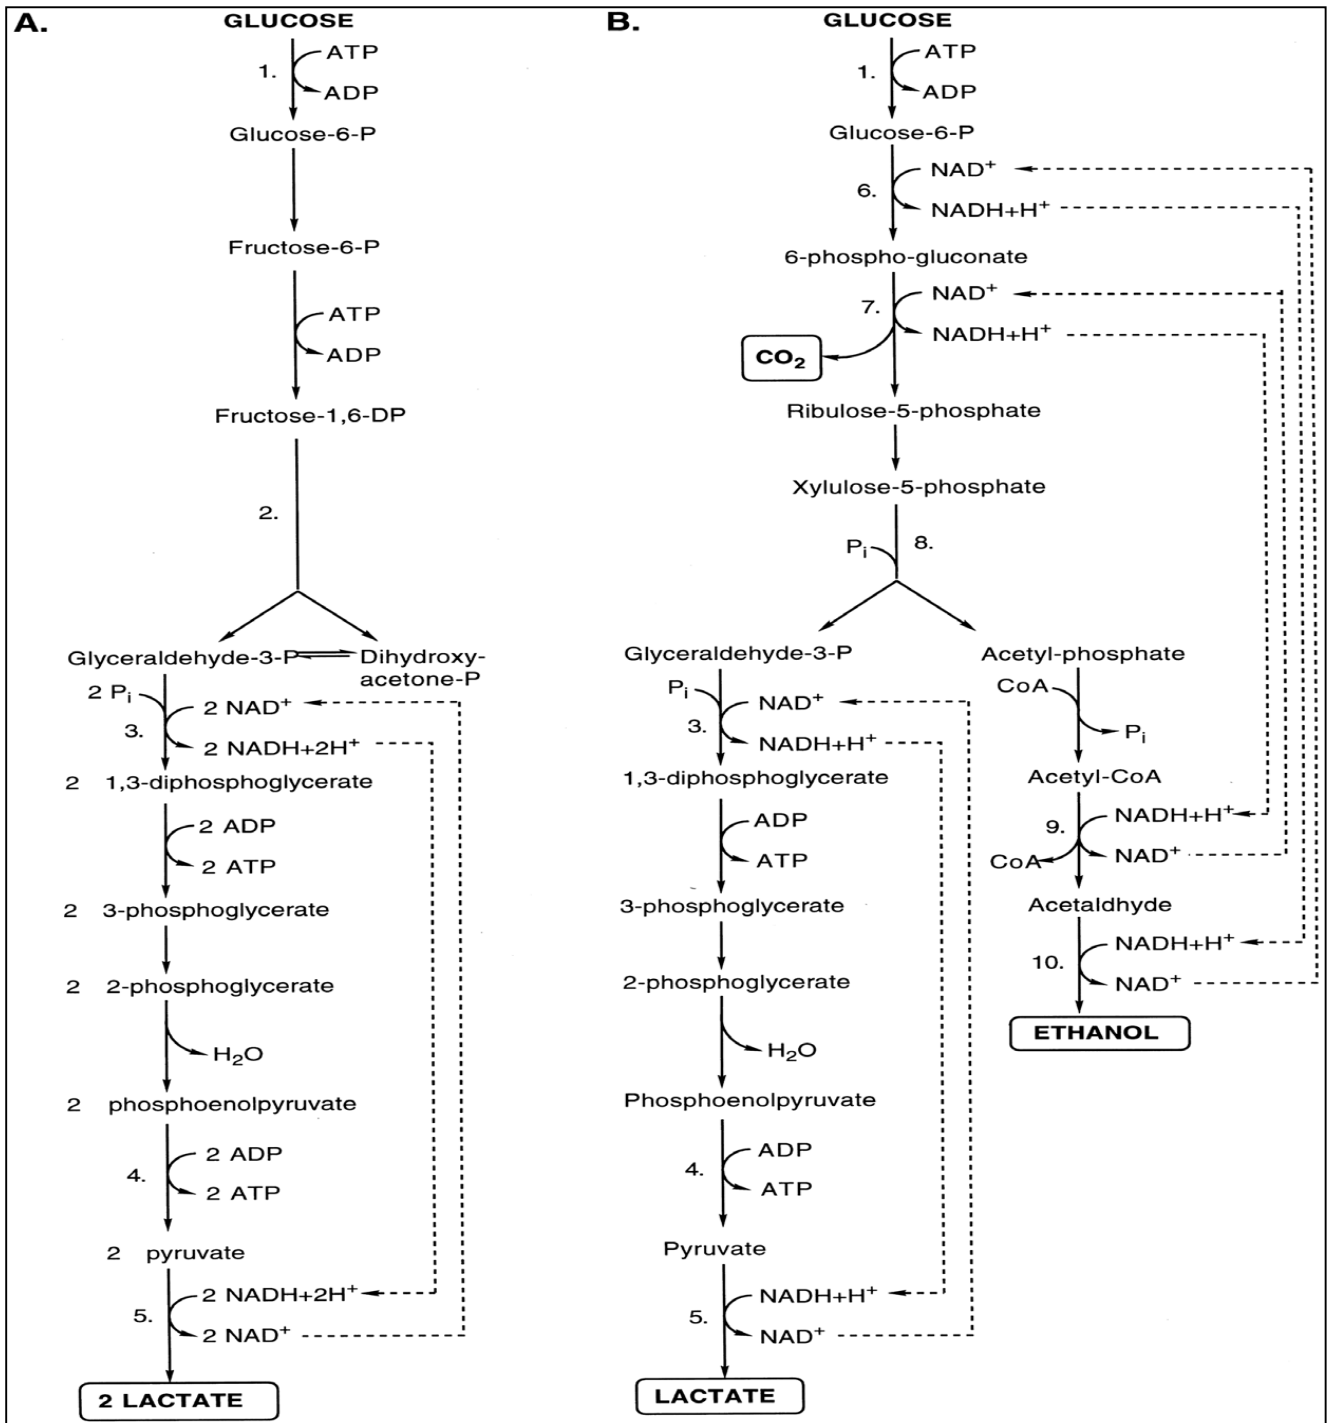 A.
GLUCOSE
ATP
1.
ADP
Glucose-6-P
Fructose-6-P
ATP
ADP
Fructose-1,6-DP
2.
Glyceraldehyde-3-P
Dihydroxy-
acetone-P
2 Pi
2 NAD+
3.
2 NADH+2H+
2 1,3-diphosphoglycerate
2 ADP
2 ATP
2 3-phosphoglycerate
2 2-phosphoglycerate
H2O
2 phosphoenolpyruvate
2 ADP
4.
2 ATP
2 pyruvate
2 NADH+2H+
5.
2 NAD+
2 LACTATE
B.
GLUCOSE
ATP
1.
ADP
Glucose-6-P
NAD+
6.
NADH+H+
6-phospho-gluconate
NAD+
7.
NADH+H+
CO2
Ribulose-5-phosphate
Xylulose-5-phosphate
Pi
8.
Glyceraldehyde-3-P
Pi
NAD+
3.
NADH+H+
1,3-diphosphoglycerate
ADP
ATP
3-phosphoglycerate
2-phosphoglycerate
H2O
Phosphoenolpyruvate
ADP
4.
ATP
Pyruvate
NADH+H+
5.
NAD+
LACTATE
Acetyl-phosphate
CoA
Pi
Acetyl-CoA
NADH+H+
9.
CoA
NAD+
Acetaldhyde
NADH+H+
10.
NAD+
ETHANOL